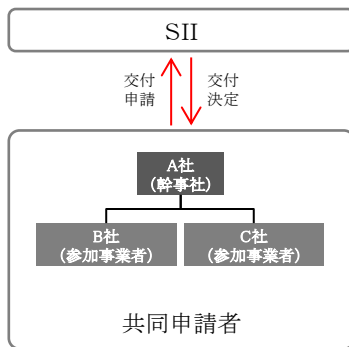 SII
交付
申請
交付
決定
A社
（幹事社）
B社
（参加事業者）
C社
（参加事業者）
共同申請者